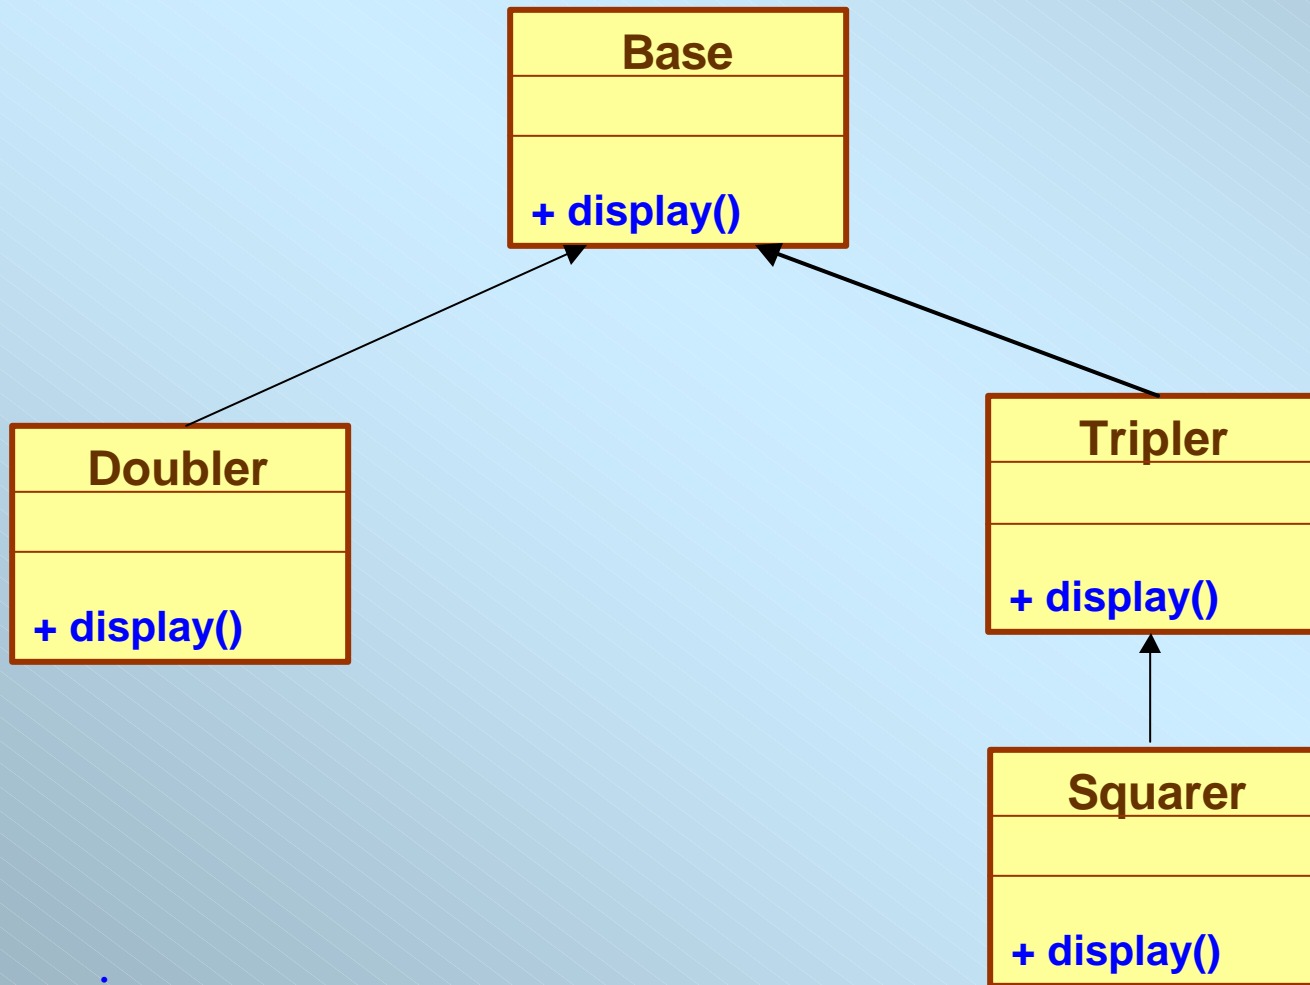 Base
+ display()
Doubler
+ display()
Tripler
+ display()
Squarer
+ display()